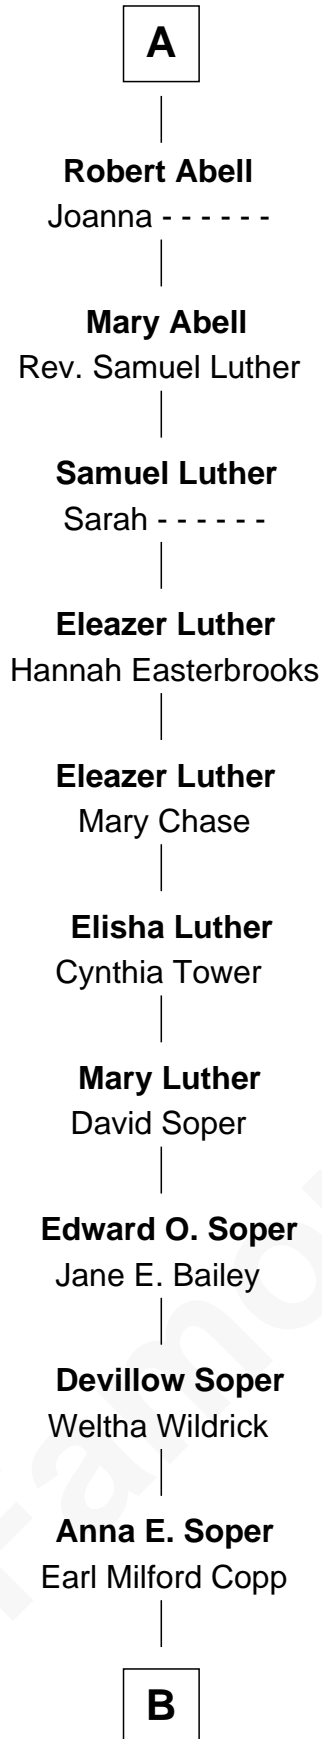 A
Robert Abell
Joanna - - - - - -
Mary Abell
Rev. Samuel Luther
Samuel Luther
Sarah - - - - - -
Eleazer Luther
Hannah Easterbrooks
Eleazer Luther
Mary Chase
Elisha Luther
Cynthia Tower
Mary Luther
David Soper
Edward O. Soper
Jane E. Bailey
Devillow Soper
Weltha Wildrick
Anna E. Soper
Earl Milford Copp
B
Famo